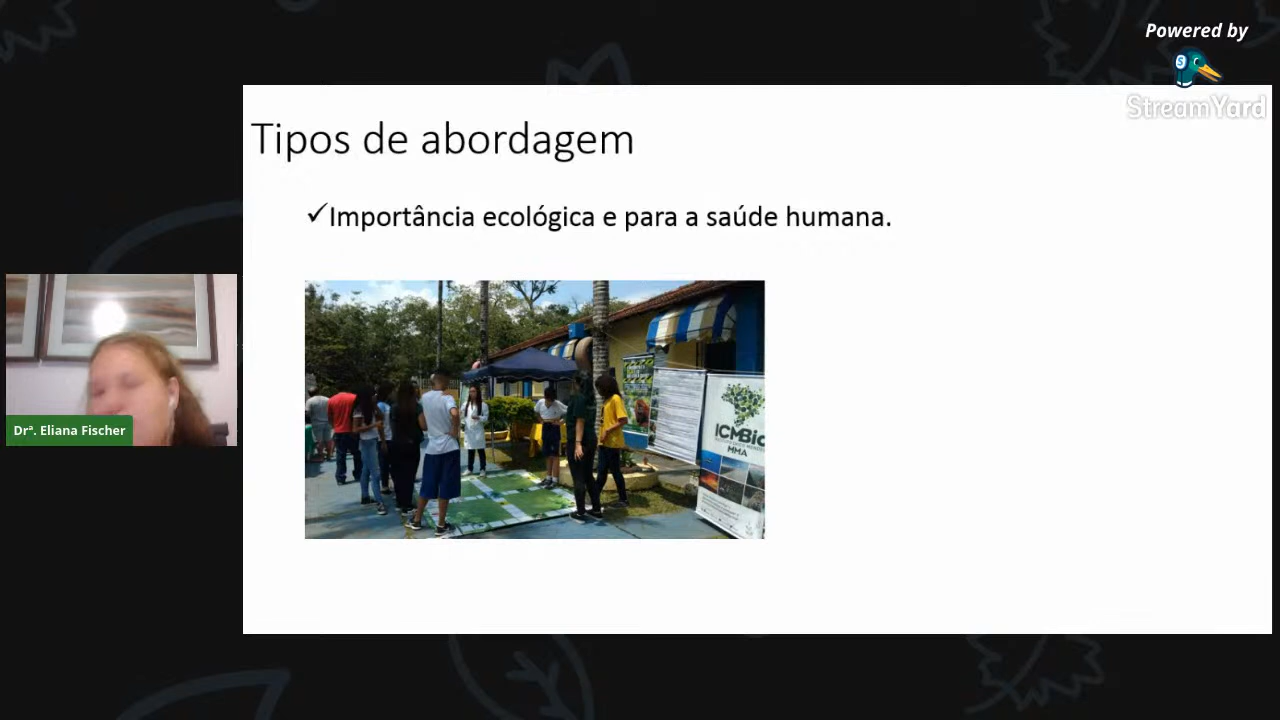 Powered by
StreamYard
Tipos de abordagem
✓Importância ecológica e para a saúde humana.
Drª. Eliana Fischer
ICMBio
MMA